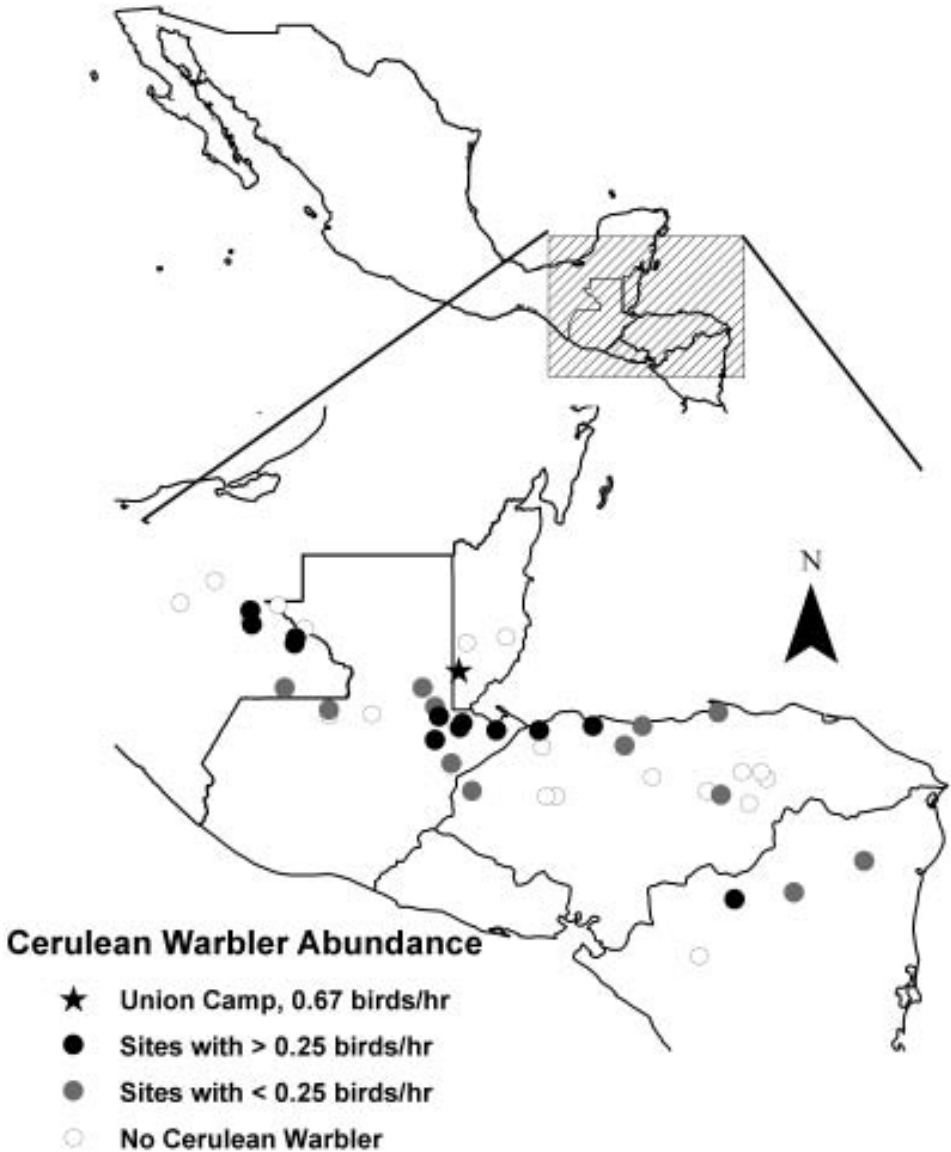 N
Cerulean Warbler Abundance
Union Camp, 0.67 birds/hr
Sites with > 0.25 birds/hr
Sites with < 0.25 birds/hr
No Cerulean Warbler